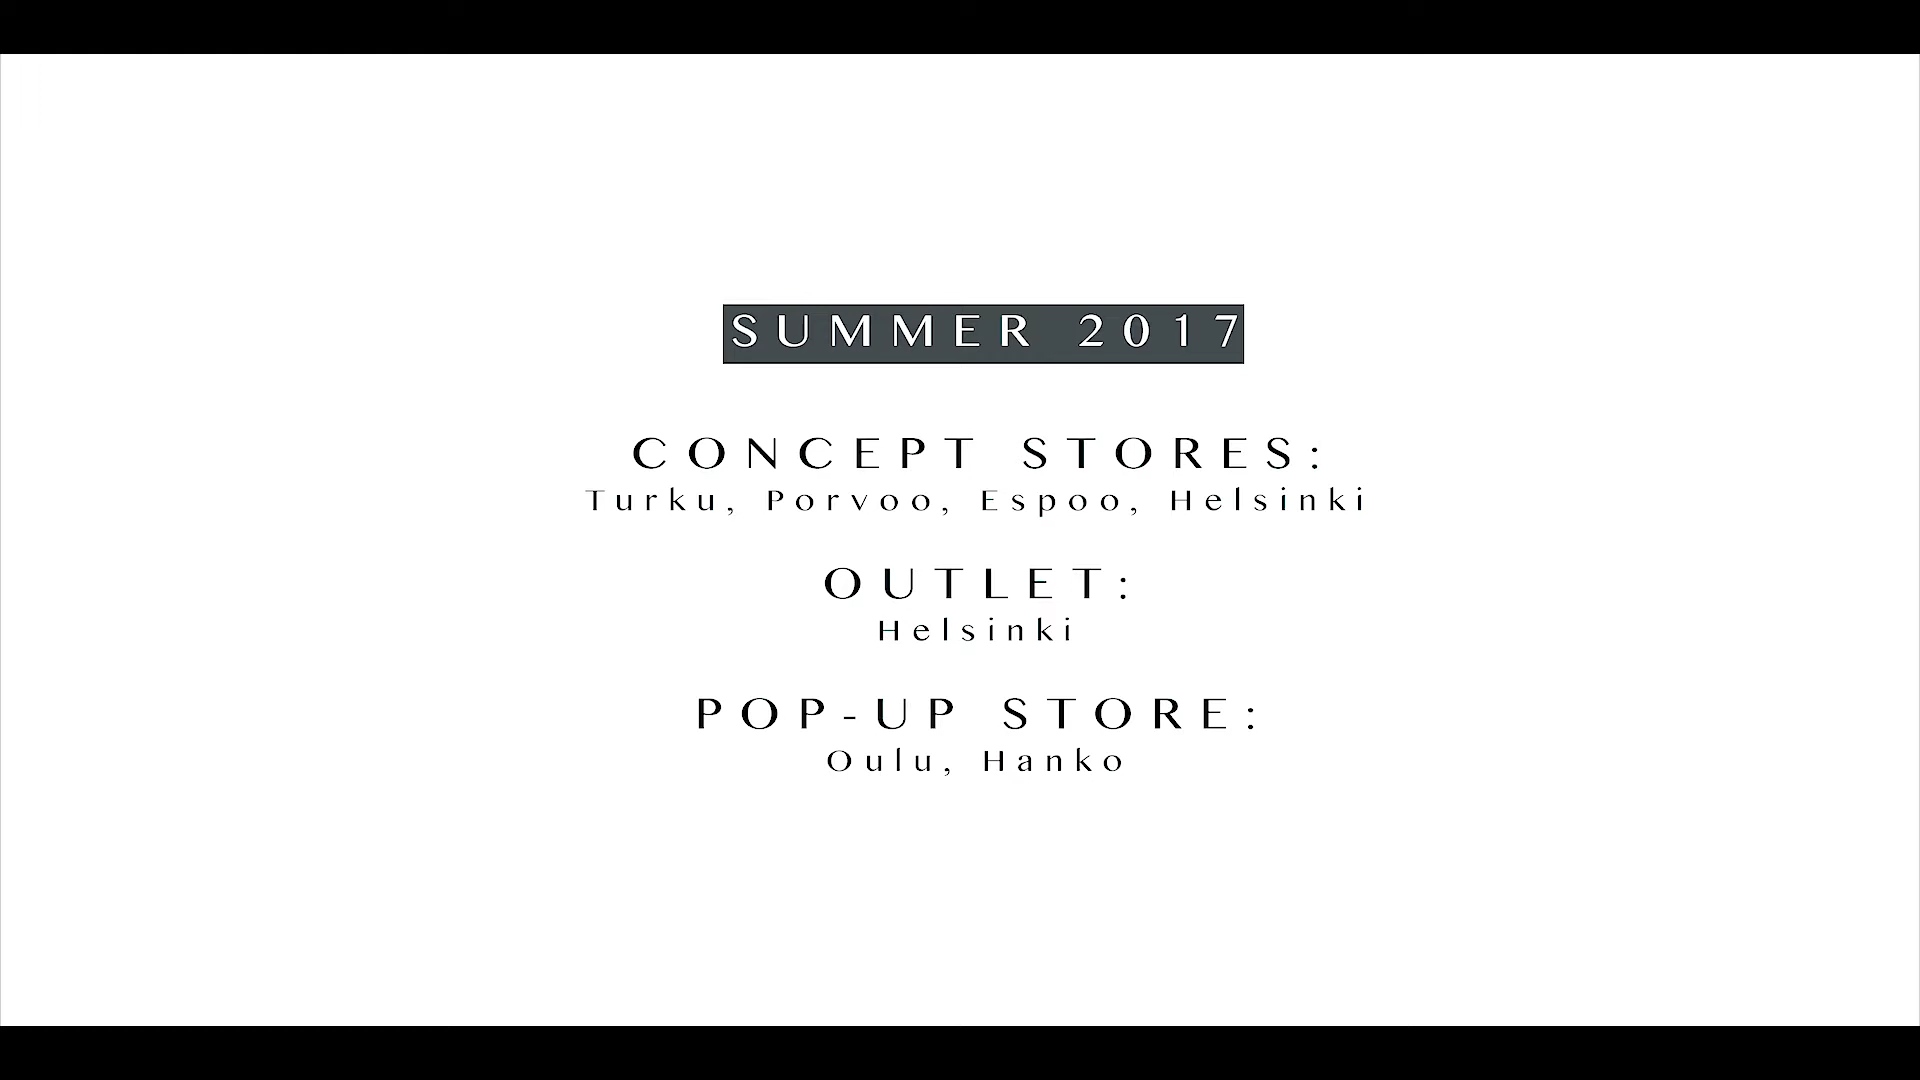 SUMMER 2017
CONCEPT STORES:
Turku, Porvoo, Espoo, Helsinki
OUTLET:
Helsinki
POP-UP STORE:
Oulu, Hanko